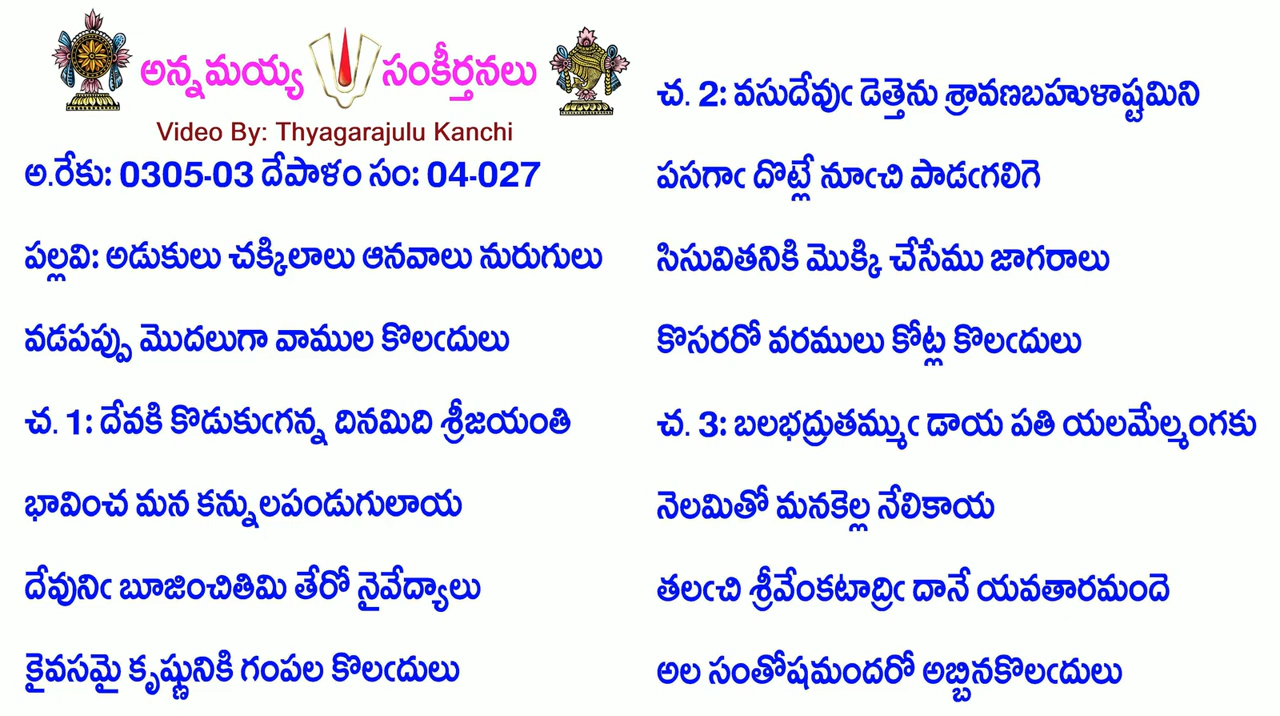 అన్నమయ్య సంకీర్తనలు
Video By: Thyagarajulu Kanchi
అ.రేకు: 0305-03 దేపాళం సం: 04-027
పల్లవి: అడుకులు చక్కిలాలు ఆనవాలు నురుగులు
వడపప్పు మొదలుగా వాముల కొలఁదులు
చ. 1: దేవకి కొడుకుఁగన్న దినమిది శ్రీజయంతి
భావించ మన కన్నులపండుగులాయ
దేవునిఁ బూజించితిమి తేరో నైవేద్యాలు
కైవసమై కృష్ణునికి గంపల కొలఁదులు
చ. 2: వసుదేవుఁ డెత్తెను శ్రావణబహుళాష్టమిని
పసగాఁ దొట్లే నూఁచి పాడఁగలిగె
సిసువితనికి మొక్కి చేసేము జాగరాలు
కొసరరో వరములు కోట్ల కొలఁదులు
చ. 3: బలభద్రుతమ్ముఁ డాయ పతి యలమేల్మంగకు
నెలమితో మనకెల్ల నేలికాయ
తలఁచి శ్రీవేంకటాద్రిఁ దానే యవతారమందె
అల సంతోషమందరో అబ్బినకొలఁదులు